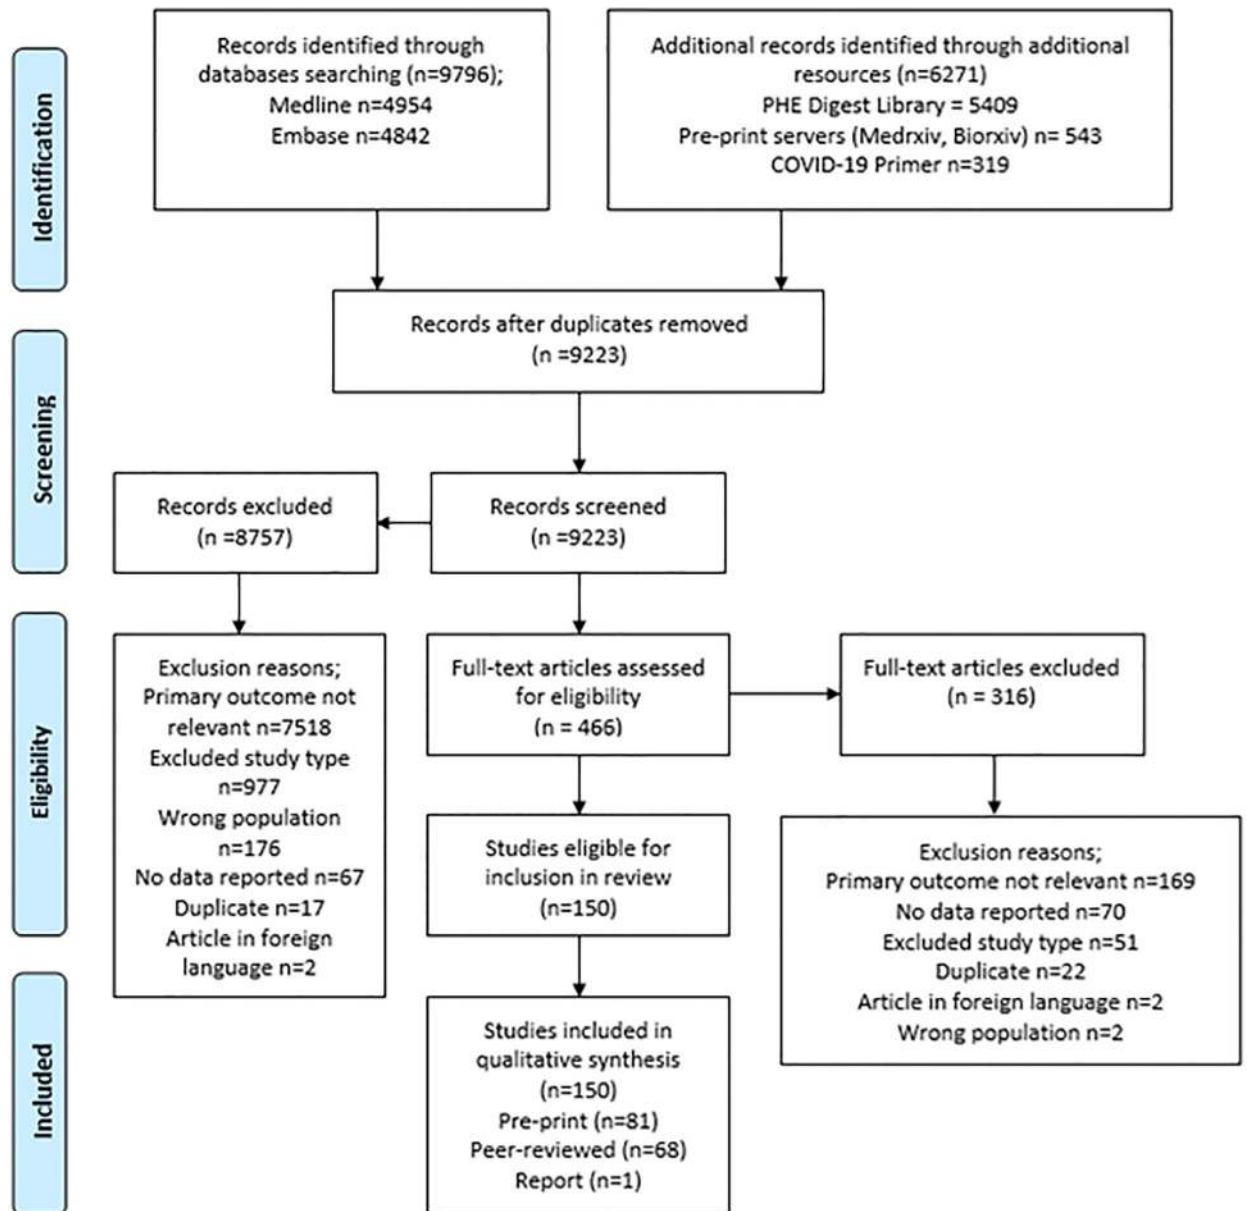 Identification
Records identified through
databases searching (n=9796);
Medline n=4954
Embase n=4842
Additional records identified through additional
resources (n=6271)
PHE Digest Library = 5409
Pre-print servers (Medrxiv, Biorxiv) n= 543
COVID-19 Primer n=319
Records after duplicates removed
(n =9223)
Screening
Records excluded
(n =8757)
Records screened
(n =9223)
Eligibility
Exclusion reasons;
Primary outcome not
relevant n=7518
Excluded study type
n=977
Wrong population
n=176
No data reported n=67
Duplicate n=17
Article in foreign
language n=2
Full-text articles assessed
for eligibility
(n = 466)
Full-text articles excluded
(n = 316)
Studies eligible for
inclusion in review
(n=150)
Exclusion reasons;
Primary outcome not relevant n=169
No data reported n=70
Excluded study type n=51
Duplicate n=22
Article in foreign language n=2
Wrong population n=2
Included
Studies included in
qualitative synthesis
(n=150)
Pre-print (n=81)
Peer-reviewed (n=68)
Report (n=1)